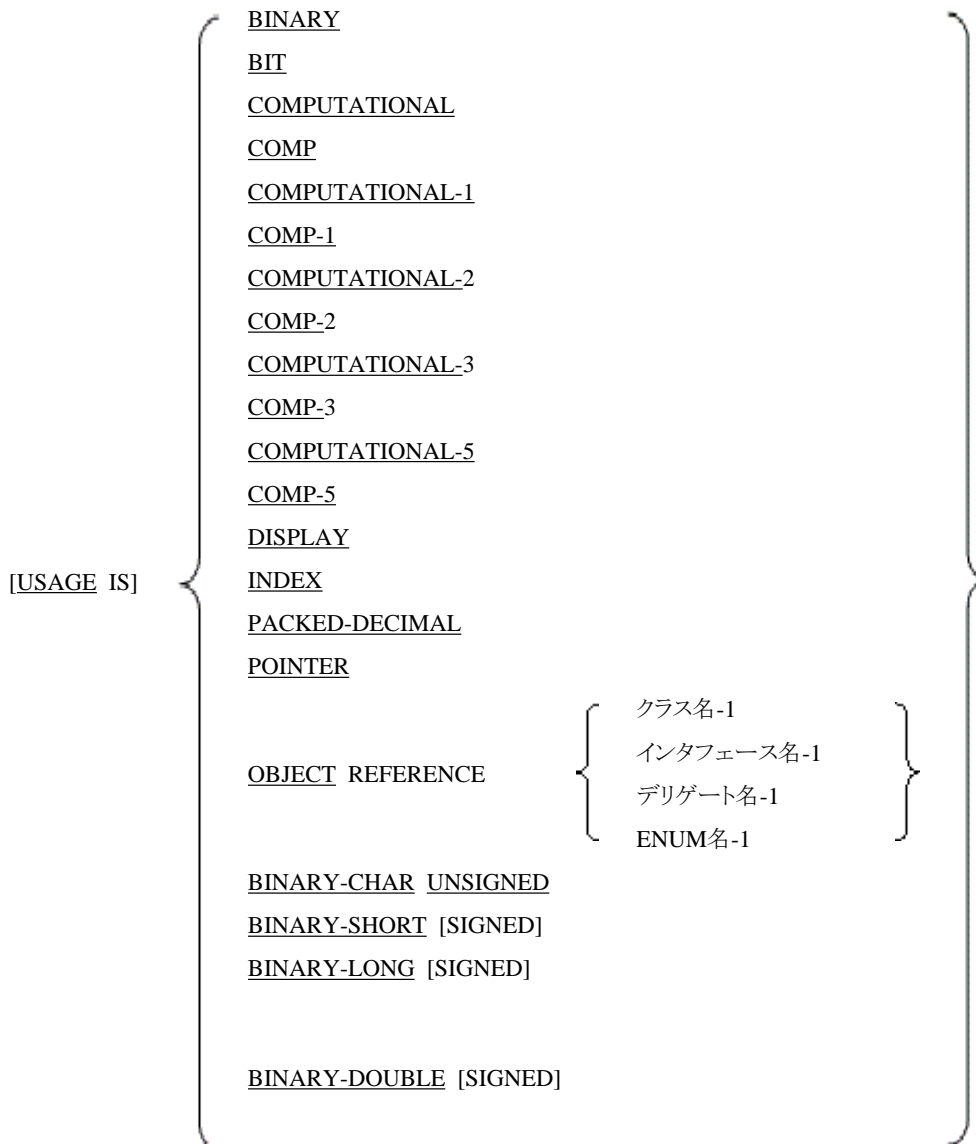 BINARY
BIT
COMPUTATIONAL
COMP
COMPUTATIONAL-1
COMP-1
COMPUTATIONAL-2
COMP-2
COMPUTATIONAL-3
COMP-3
COMPUTATIONAL-5
COMP-5
DISPLAY
[USAGE IS] INDEX
PACKED-DECIMAL
POINTER
クラス名-1
インタフェース名-1
OBJECT REFERENCE
デリゲート名-1
ENUM名-1
BINARY-CHAR UNSIGNED
BINARY-SHORT [SIGNED]
BINARY-LONG [SIGNED]
BINARY-DOUBLE [SIGNED]